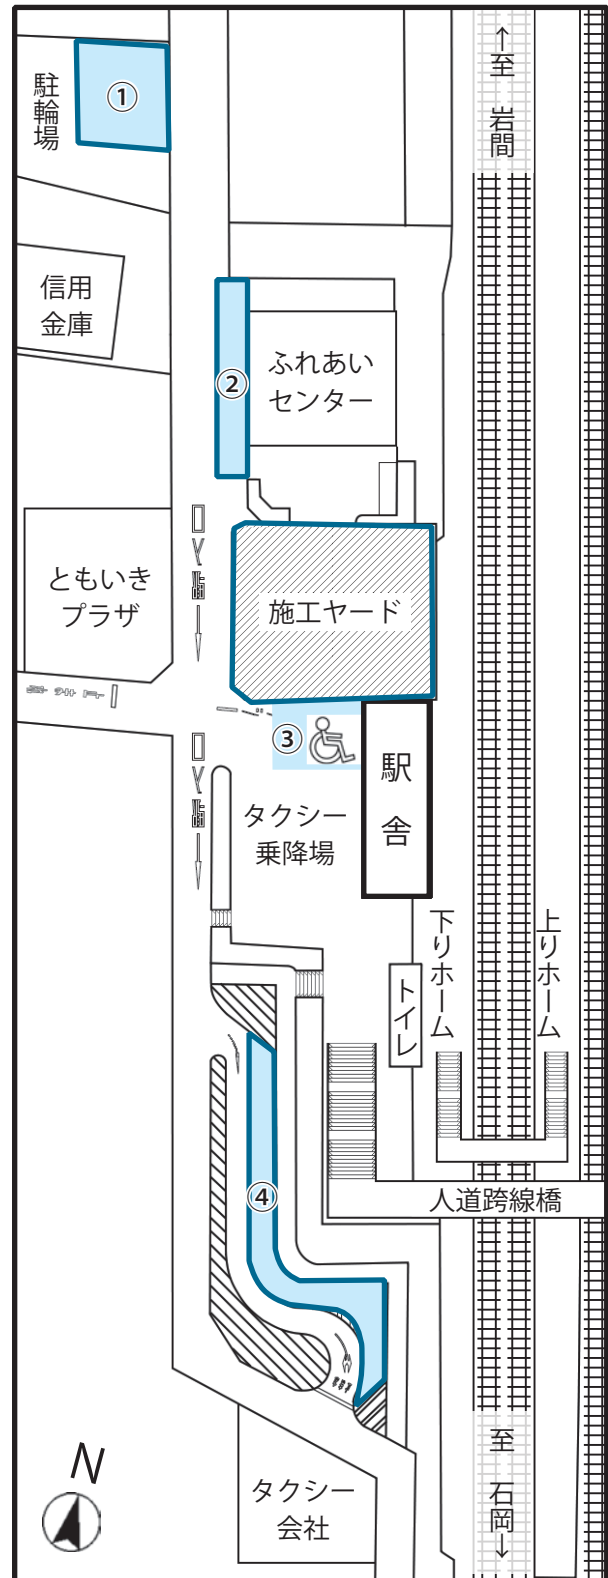 ←至 岩間
駐輪場
①
信用
金庫
②
ふれあい
センター
ともいき
プラザ
施工ヤード
③
駅舎
タクシー
乗降場
下りホーム
上りホーム
トイレ
④
人道跨線橋
至 石岡→
N
タクシー
会社